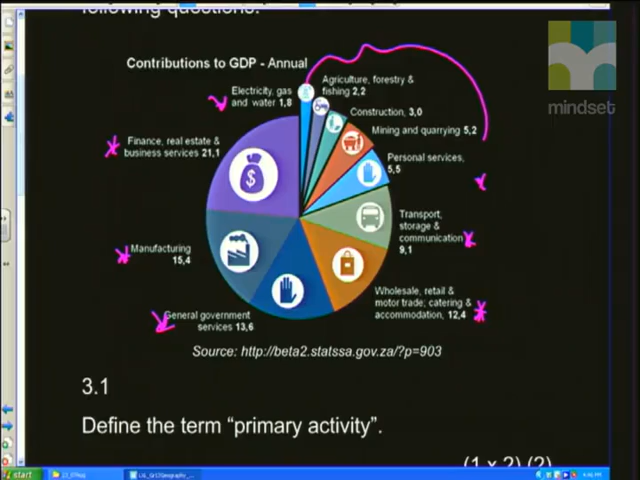 following questions.
mindset
Contributions to GDP - Annual
Electricity, gas
and water 1,8
Agriculture, forestry &
fishing 2,2
Construction, 3,0
Mining and quarrying 5,2
Personal services,
5,5
Transport,
storage &
communication
9,1
Wholesale, retail &
motor trade; catering &
accommodation, 12,4
General government
services 13,6
Manufacturing
15,4
Finance, real estate &
business services 21,1
$
Source: http://beta2.statssa.gov.za/?p=903
3.1
Define the term “primary activity”.
(1 x 2) (2)
start